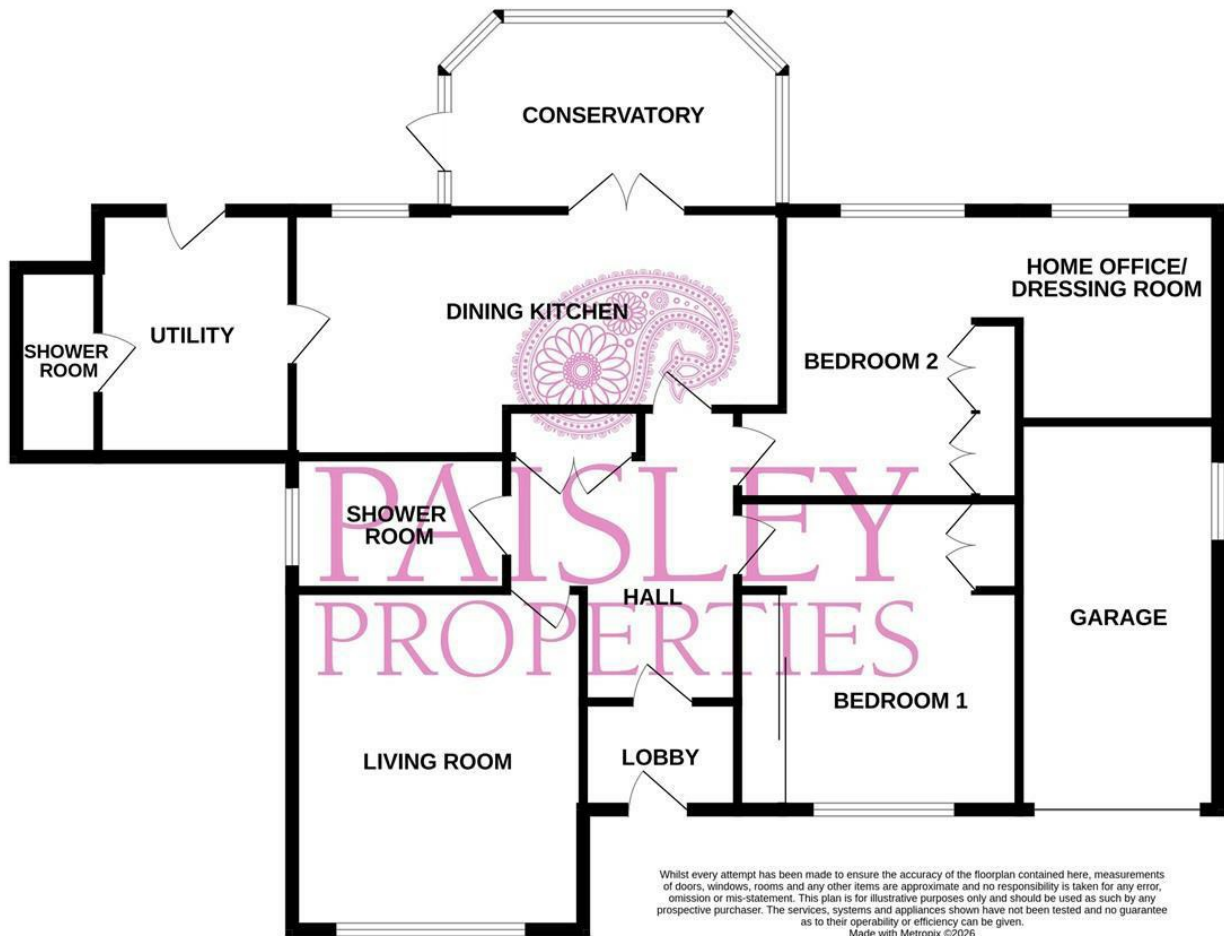 CONSERVATORY
HOME OFFICE/
DRESSING ROOM
DINING KITCHEN
UTILITY
SHOWER
ROOM
BEDROOM 2
SHOWER
ROOM
PAISLEY
PROPERTIES
HALL
GARAGE
BEDROOM 1
LIVING ROOM
LOBBY
Whilst every attempt has been made to ensure the accuracy of the floorplan contained here, measurements
of doors, windows, rooms and any other items are approximate and no responsibility is taken for any error,
omission or mis-statement. This plan is for illustrative purposes only and should be used as such by any
prospective purchaser. The services, systems and appliances shown have not been tested and no guarantee
as to their operability or efficiency can be given.
Made with Metropix ©2026